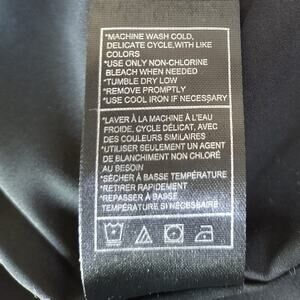 *MACHINE WASH COLD,
DELICATE CYCLE,WITH LIKE
COLORS
*USE ONLY NON-CHLORINE
BLEACH WHEN NEEDED
*TUMBLE DRY LOW
*REMOVE PROMPTLY
*USE COOL IRON IF NECESSARY
*LAVER À LA MACHINE À L'EAU
FROIDE, CYCLE DÉLICAT, AVEC
DES COULEURS SIMILAIRES
*UTILISER SEULEMENT UN AGENT
DE BLANCHIMENT NON CHLORÉ
AU BESOIN
*SÉCHER À BASSE TEMPÉRATURE
*RETIRER RAPIDEMENT
*REPASSER À BASSE
TEMPÉRATURE SI NÉCESSAIRE